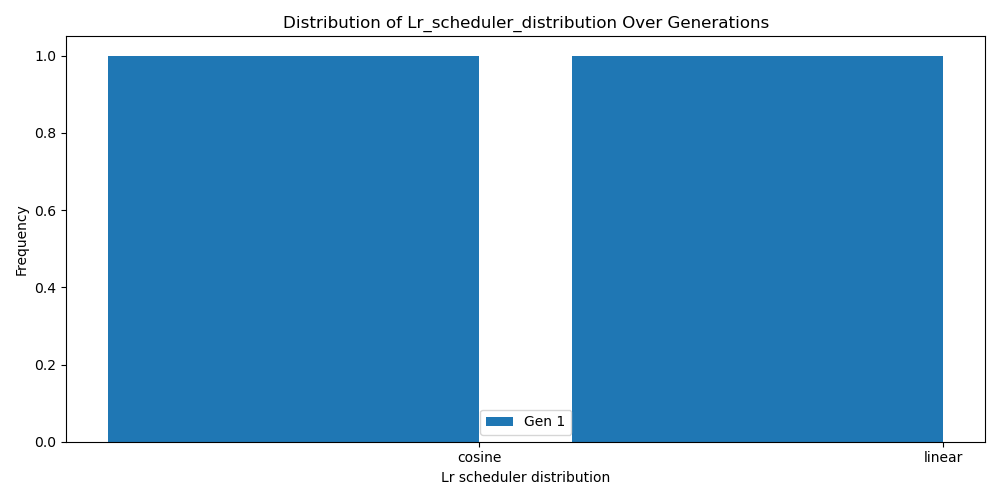 Distribution of Lr_scheduler_distribution Over Generations
Frequency
1.0
0.8
0.6
0.4
0.2
0.0
Gen 1
cosine linear
Lr scheduler distribution